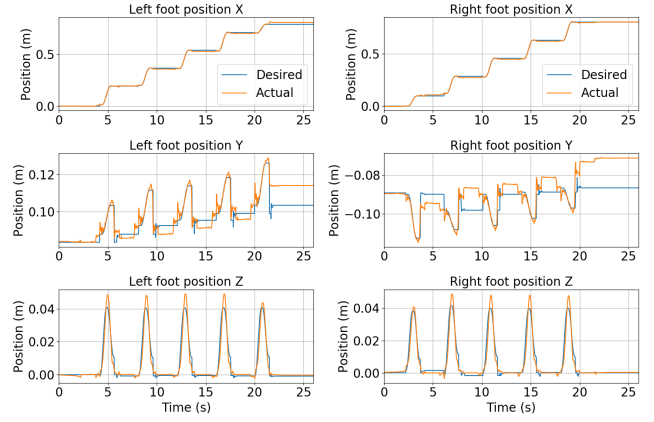 Left foot position X
Right foot position X
Position (m)
0.5
0.0
Desired
Actual
0 5 10 15 20 25
Position (m)
0.5
0.0
Desired
Actual
0 5 10 15 20 25
Left foot position Y
Right foot position Y
Position (m)
0.12
0.10
0 5 10 15 20 25
Position (m)
−0.08
−0.10
0 5 10 15 20 25
Left foot position Z
Right foot position Z
Position (m)
0.04
0.02
0.00
0 5 10 15 20 25
Time (s)
Position (m)
0.04
0.02
0.00
0 5 10 15 20 25
Time (s)